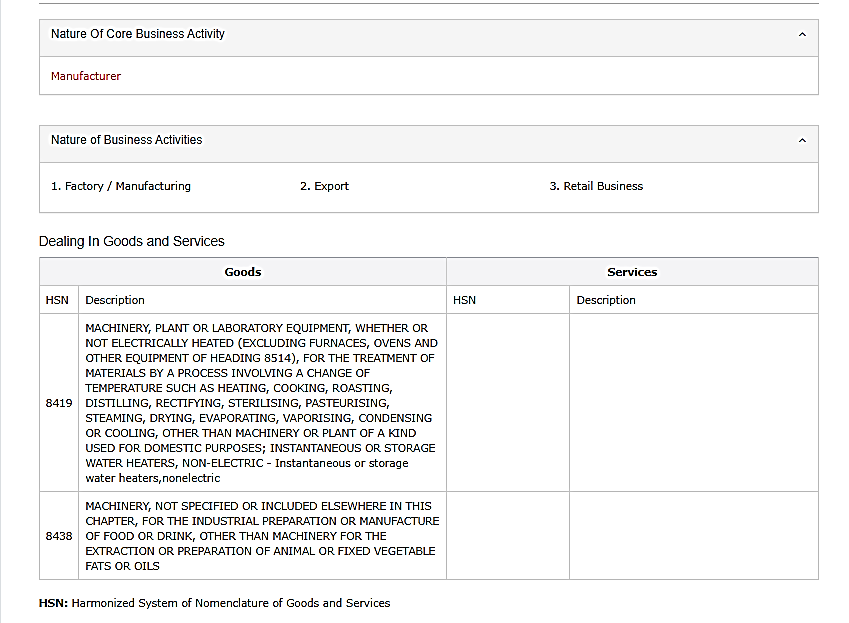 Nature Of Core Business Activity
Manufacturer
Nature of Business Activities
1. Factory / Manufacturing 2. Export 3. Retail Business
Dealing In Goods and Services
Goods Services
HSN Description HSN Description
MACHINERY, PLANT OR LABORATORY EQUIPMENT, WHETHER OR
NOT ELECTRICALLY HEATED (EXCLUDING FURNACES, OVENS AND
OTHER EQUIPMENT OF HEADING 8514), FOR THE TREATMENT OF
MATERIALS BY A PROCESS INVOLVING A CHANGE OF
TEMPERATURE SUCH AS HEATING, COOKING, ROASTING,
8419 DISTILLING, RECTIFYING, STERILISING, PASTEURISING,
STEAMING, DRYING, EVAPORATING, VAPORISING, CONDENSING
OR COOLING, OTHER THAN MACHINERY OR PLANT OF A KIND
USED FOR DOMESTIC PURPOSES; INSTANTANEOUS OR STORAGE
WATER HEATERS, NON-ELECTRIC - Instantaneous or storage
water heaters,nonelectric
MACHINERY, NOT SPECIFIED OR INCLUDED ELSEWHERE IN THIS
CHAPTER, FOR THE INDUSTRIAL PREPARATION OR MANUFACTURE
8438 OF FOOD OR DRINK, OTHER THAN MACHINERY FOR THE
EXTRACTION OR PREPARATION OF ANIMAL OR FIXED VEGETABLE
FATS OR OILS
HSN: Harmonized System of Nomenclature of Goods and Services